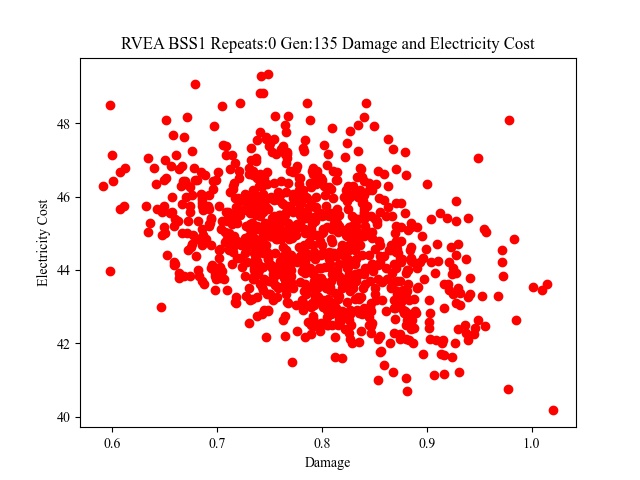 RVEA BSS1 Repeats:0 Gen:135 Damage and Electricity Cost
48
46
44
42
40
Electricity Cost
0.6 0.7 0.8 0.9 1.0
Damage